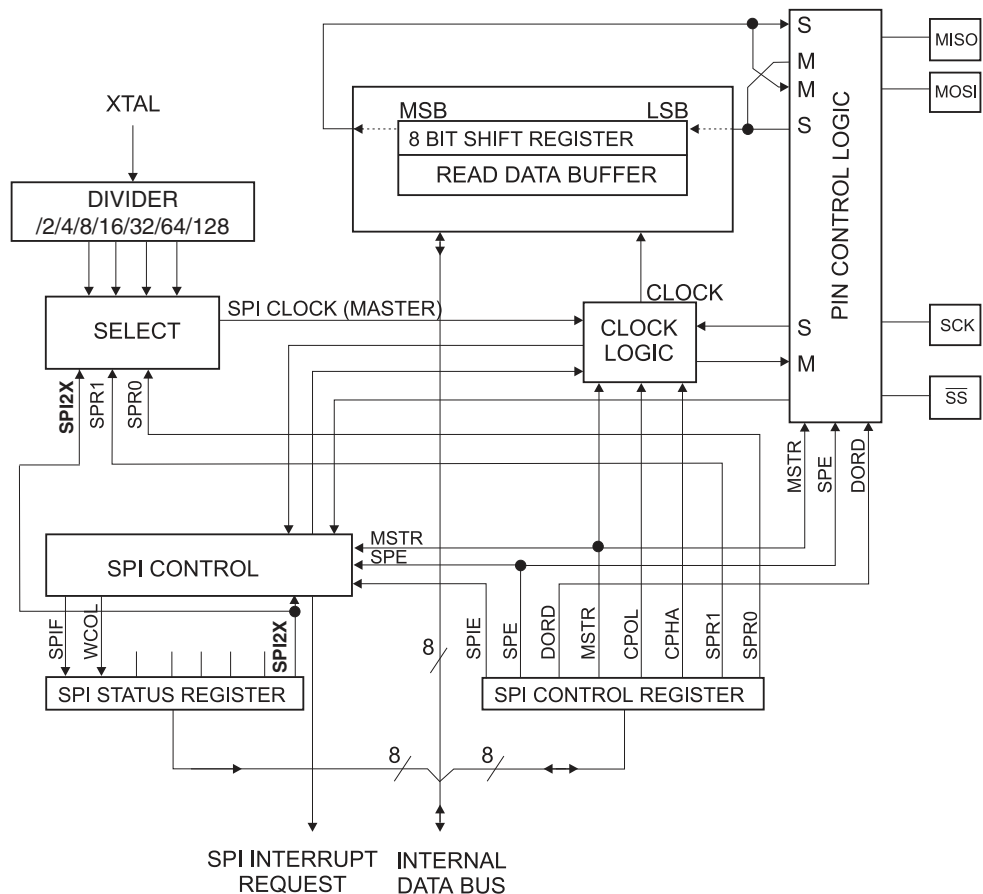 S
MISO
M
MOSI
M
S
XTAL
MSB
LSB
8 BIT SHIFT REGISTER
READ DATA BUFFER
DIVIDER
/2/4/8/16/32/64/128
PIN CONTROL LOGIC
SPI CLOCK (MASTER)
CLOCK
SELECT
CLOCK
LOGIC
S
M
SCK
SS
SPI2X
SPR1
SPR0
MSTR
SPE
DORD
MSTR
SPE
SPI CONTROL
SPIF
WCOL
SPI2X
SPIE
SPE
DORD
MSTR
CPOL
CPHA
SPR1
SPR0
8
SPI STATUS REGISTER
SPI CONTROL REGISTER
8
8
SPI INTERRUPT
REQUEST
INTERNAL
DATA BUS